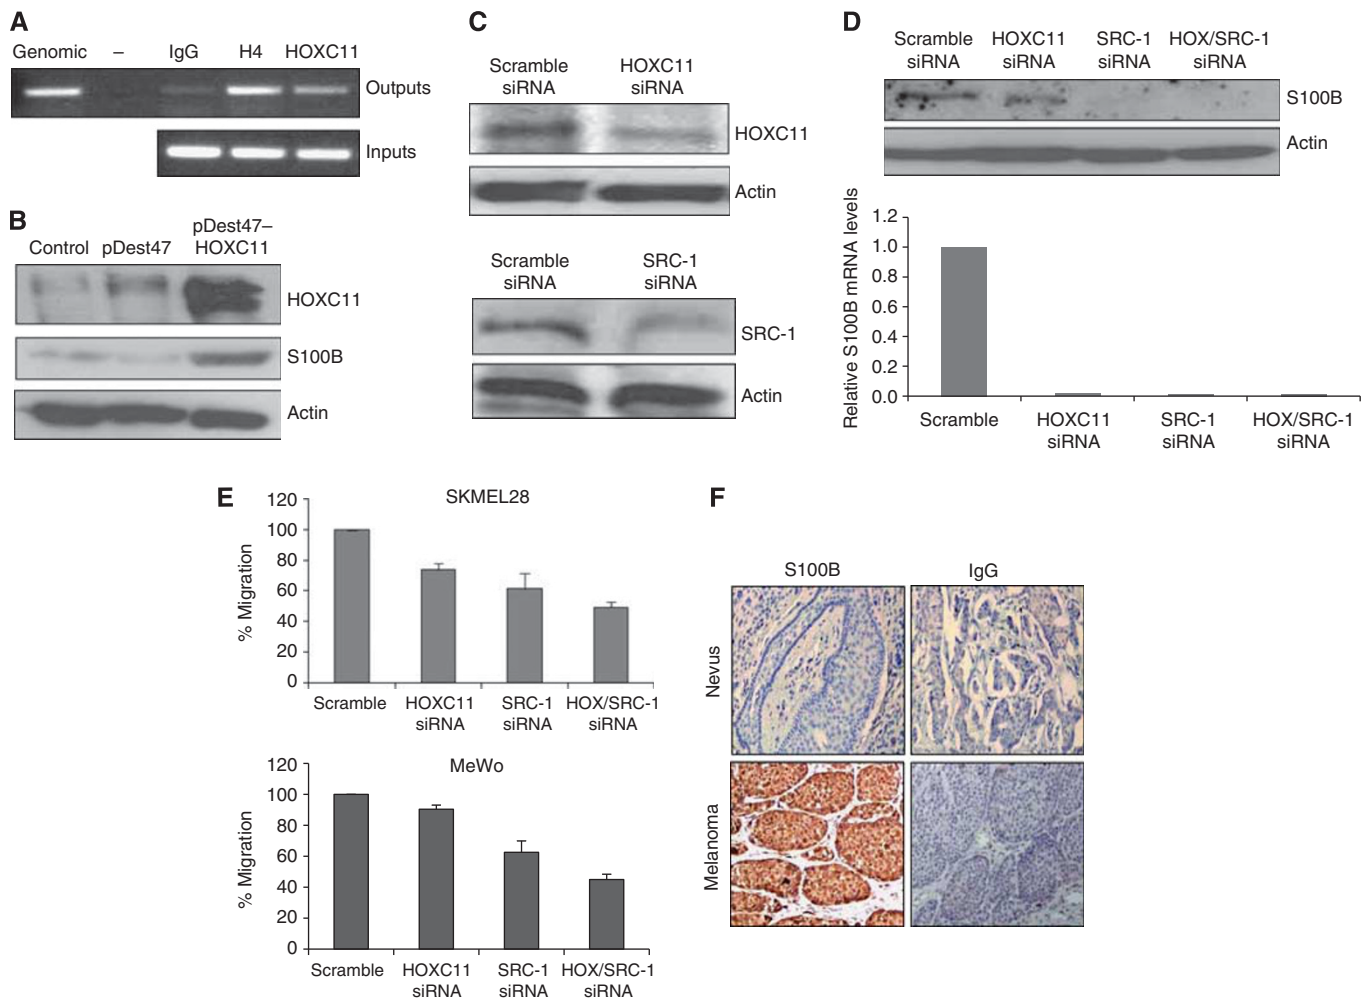 A
Genomic – IgG H4 HOXC11
Outputs
Inputs
B
Control pDest47 pDest47–
HOXC11
HOXC11
S100B
Actin
C
Scramble
siRNA
HOXC11
siRNA
HOXC11
Actin
Scramble
siRNA
SRC-1
siRNA
SRC-1
Actin
D
Scramble
siRNA
HOXC11
siRNA
SRC-1
siRNA
HOX/SRC-1
siRNA
S100B
Actin
Relative S100B mRNA levels
1.2
1.0
0.8
0.6
0.4
0.2
0.0
Scramble
HOXC11
siRNA
SRC-1
siRNA
HOX/SRC-1
siRNA
E
SKMEL28
% Migration
120
100
80
60
40
20
0
Scramble
HOXC11
siRNA
SRC-1
siRNA
HOX/SRC-1
siRNA
MeWo
% Migration
120
100
80
60
40
20
0
Scramble
HOXC11
siRNA
SRC-1
siRNA
HOX/SRC-1
siRNA
F
S100B
IgG
Nevus
Melanoma